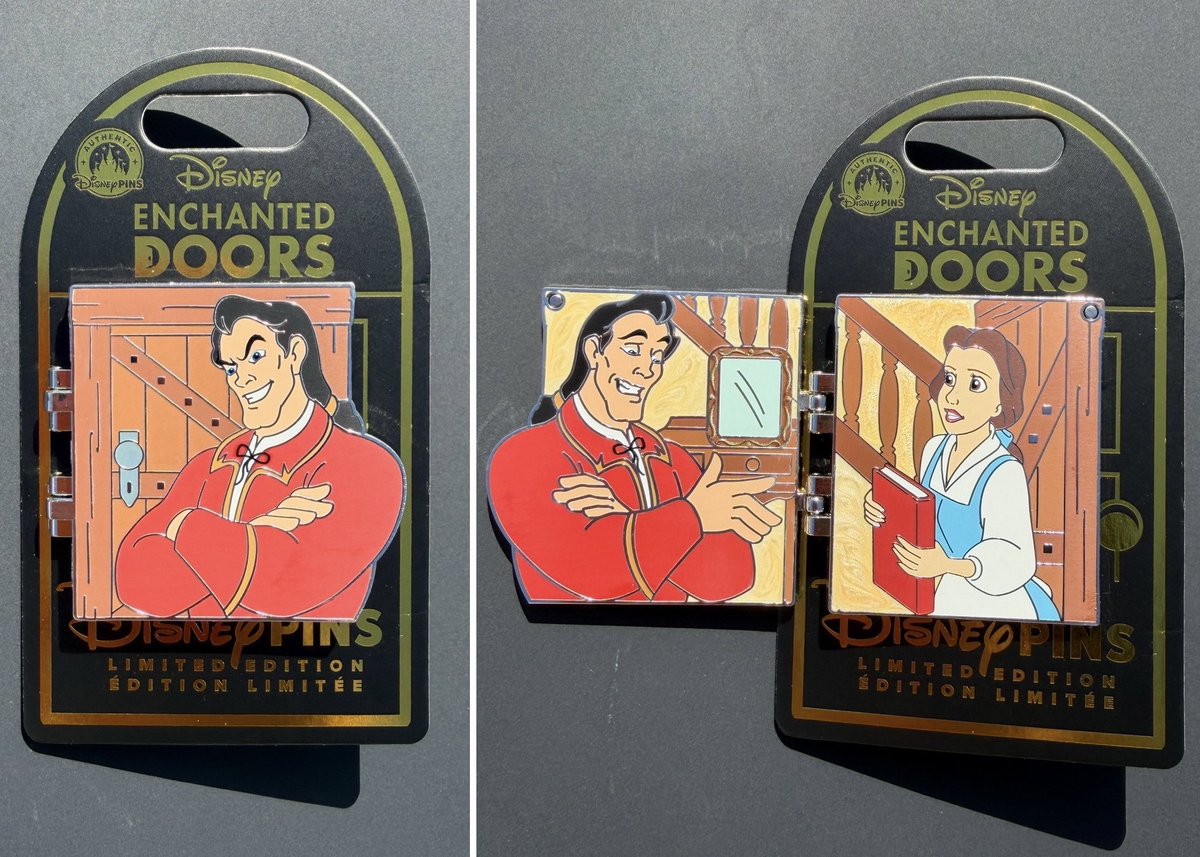 AUTHENTIC
Disney PINS
Disney
ENCHANTED
DOORS
Disney PINS
LIMITED EDITION
ÉDITION LIMITÉE
AUTHENTIC
Disney PINS
Disney
ENCHANTED
DOORS
Disney PINS
LIMITED EDITION
ÉDITION LIMITÉE